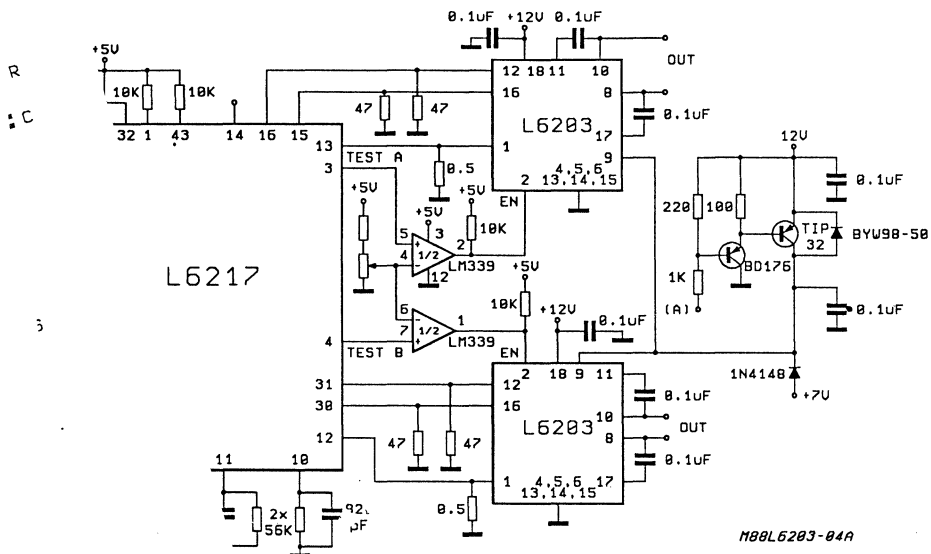 0.1uF +12V 0.1uF
OUT
+5V
R
10K 10K
:C
12 18 11 10
16 8
47 47
0.1uF
17
L6203
32 1 43 14 16 15
13 TEST A
1 9
4,5,6
2 13,14,15
3
0.5
EN
12V
0.1uF
220 100
TIP
32
BYW98-50
BD176
1K
(A)
0.1uF
+5V +5V
+5V
10K
5 + 3
4 - 1/2 2
12 LM339
L6217
+5V
10K
+12V 0.1uF
6 -
7 + 1/2 1
LM339
EN
4 TEST B
1N4148
+7V
2 18 9 11
31 12
30 16
L6203
10
8
0.1uF
OUT
0.1uF
12
47 47
1 4,5,6 17
13,14,15
0.5
11 10
2x
56K
pF
M88L6203-04A